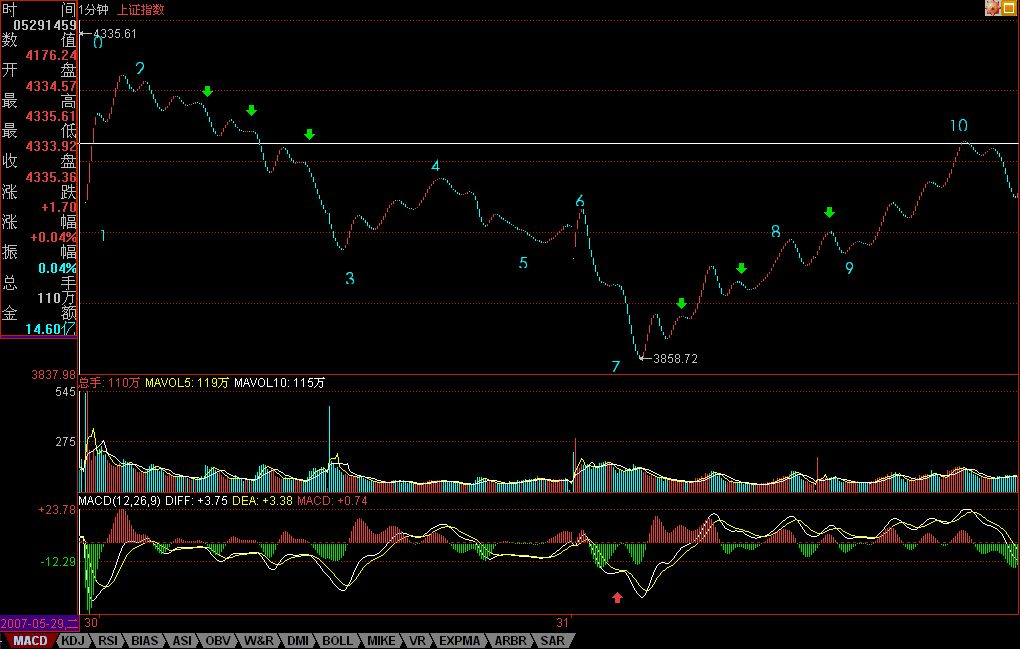 时 间
05291459
数 值
4176.24
开 盘
4334.57
最 高
4335.61
最 低
4333.92
收 盘
4335.36
涨 跌
+1.70
涨 幅
+0.04%
振 幅
0.04%
总 手
110万
金 额
14.60亿
1分钟 上证指数
4335.61
0
2
1
3
4
5
6
7
3858.72
8
9
10
3837.98
总手: 110万 MAVOL5: 119万 MAVOL10: 115万
545
275
MACD(12,26,9) DIFF: +3.75 DEA: +3.38 MACD: +0.74
+23.78
-12.29
2007-05-29,二 30 31
MACD KDJ RSI BIAS ASI OBV W&R DMI BOLL MIKE VR EXPMA ARBR SAR